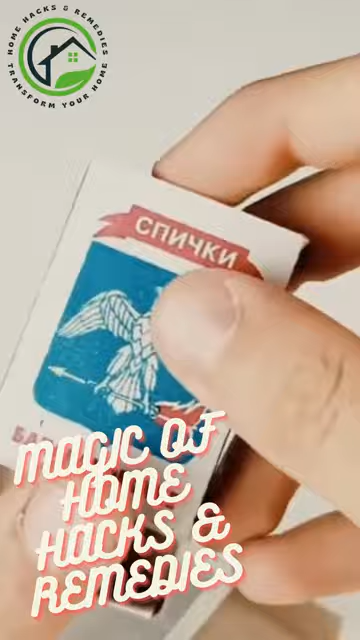 HOME HACKS & REMEDIES
TRANSFORM YOUR HOME
СПИЧКИ
MAGIC OF
HOME
HACKS &
REMEDIES